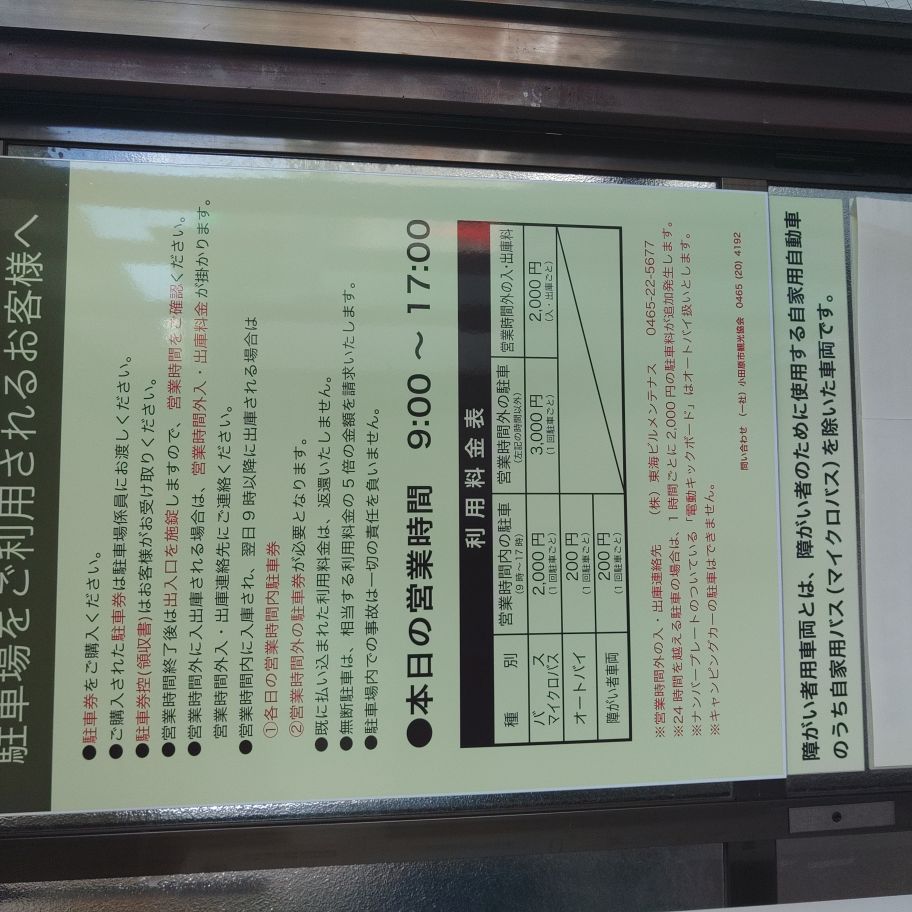 駐車場をご利用されるお客様へ
●駐車券をご購入ください。
●ご購入された駐車券は駐車場係員にお渡しください。
●駐車券控(領収書)はお客様がお受け取りください。
●営業時間終了後は出入口を施錠しますので、営業時間をご確認ください。
●営業時間外に入出庫される場合は、営業時間外入・出庫料金が掛かります。
営業時間外入・出庫連絡先にご連絡ください。
●営業時間内に入庫され、翌日9時以降に出庫される場合は
①各日の営業時間内駐車券
②営業時間外の駐車券が必要となります。
●既に払い込まれた利用料金は、返還いたしません。
●無断駐車は、相当する利用料金の5倍の金額を請求いたします。
●駐車場内での事故は一切の責任を負いません。
●本日の営業時間 9:00～17:00
利用料金表
種 別 営業時間内の駐車 営業時間外の駐車 営業時間外の入・出庫料
(9時～17時) (左記の時間以外)
バス 2,000円 3,000円 2,000円
マイクロバス (1回駐車ごと) (1回駐車ごと) (入・出庫ごと)
オートバイ 200円
(1回駐車ごと)
障がい者車両 200円
(1回駐車ごと)
※営業時間外の入・出庫連絡先 (株)東海ビルメンテナス 0465-22-5677
※24時間を越える駐車の場合は、1時間ごとに2,000円の駐車料が追加発生します。
※ナンバープレートのついている「電動キックボード」はオートバイ扱いとします。
※キャンピングカーの駐車はできません。
問い合わせ (一社)小田原市観光協会 0465(20)4192
障がい者用車両とは、障がい者のために使用する自家用自動車
のうち自家用バス(マイクロバス)を除いた車両です。